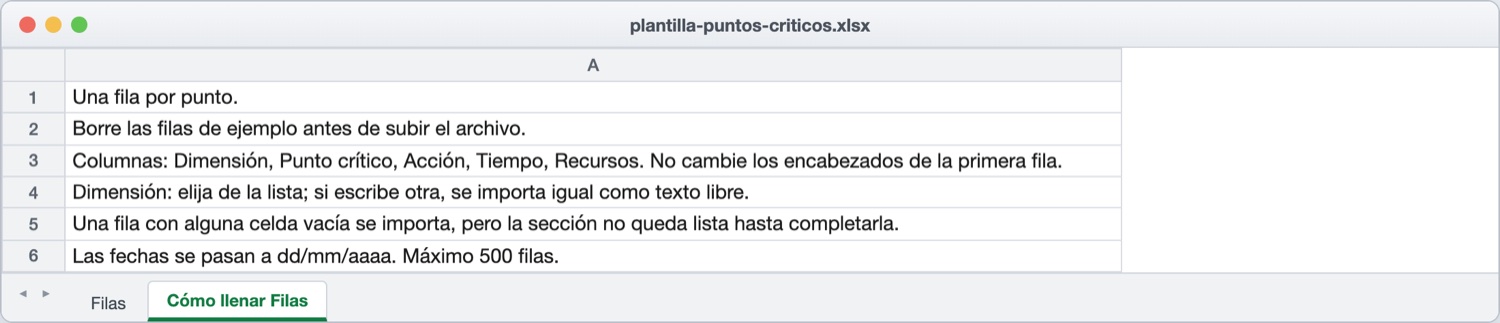 plantilla-puntos-criticos.xlsx
A
1 Una fila por punto.
2 Borre las filas de ejemplo antes de subir el archivo.
3 Columnas: Dimensión, Punto crítico, Acción, Tiempo, Recursos. No cambie los encabezados de la primera fila.
4 Dimensión: elija de la lista; si escribe otra, se importa igual como texto libre.
5 Una fila con alguna celda vacía se importa, pero la sección no queda lista hasta completarla.
6 Las fechas se pasan a dd/mm/aaaa. Máximo 500 filas.
Filas Cómo llenar Filas